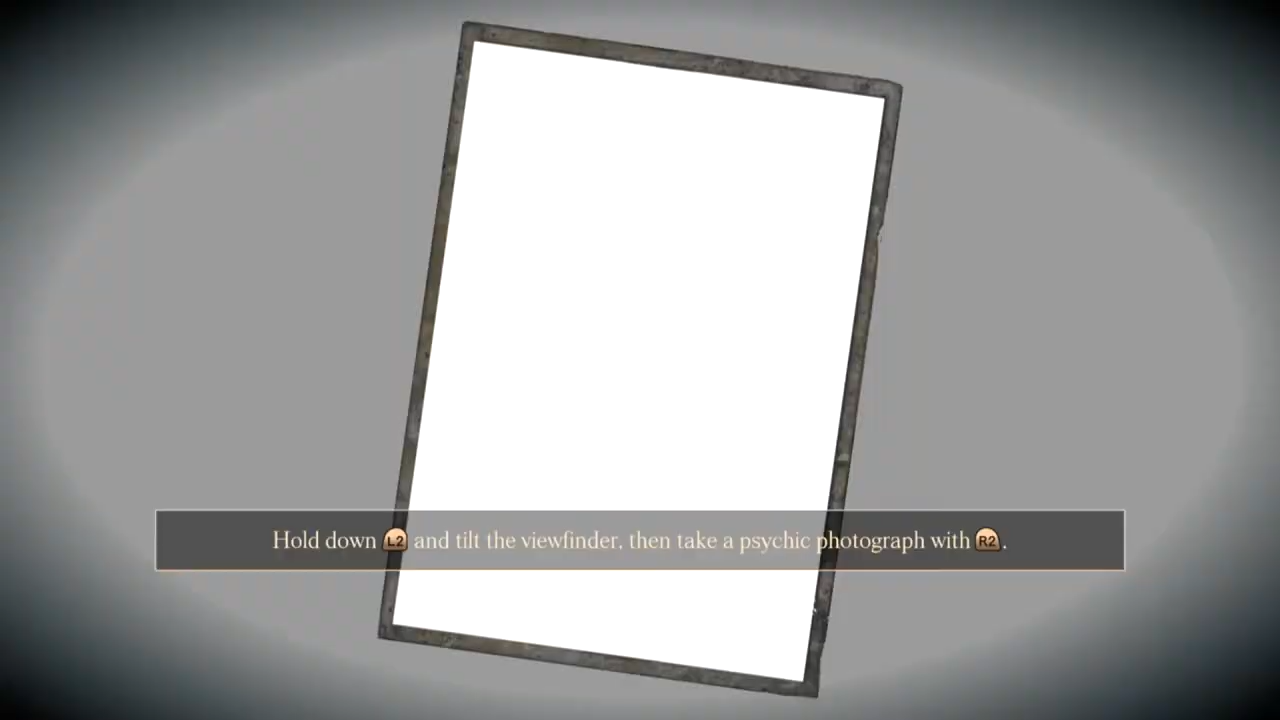 Hold down L2 and tilt the viewfinder, then take a psychic photograph with R2.